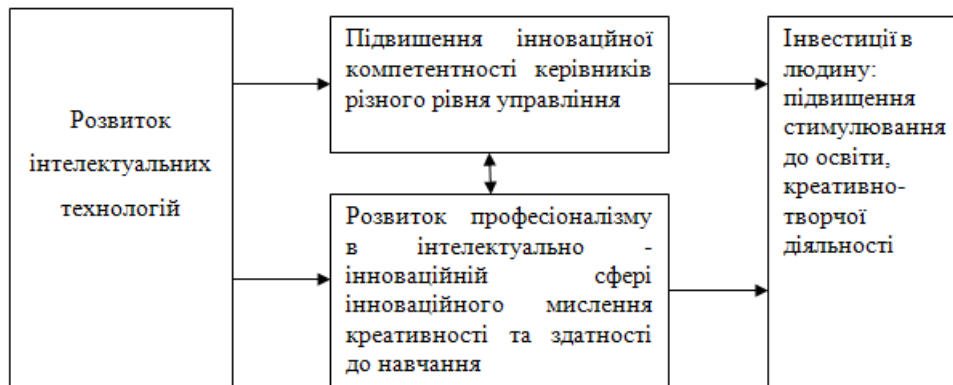 Розвиток
інтелектуальних
технологій
Підвишення інноваційної
компетентності керівників
різного рівня управління
Розвиток професіоналізму
в інтелектуально -
інноваційній сфері
інноваційного мислення
креативності та здатності
до навчання
Інвестиції в
людину:
підвищення
стимулювання
до освіти,
креативно-
творчої
діяльності